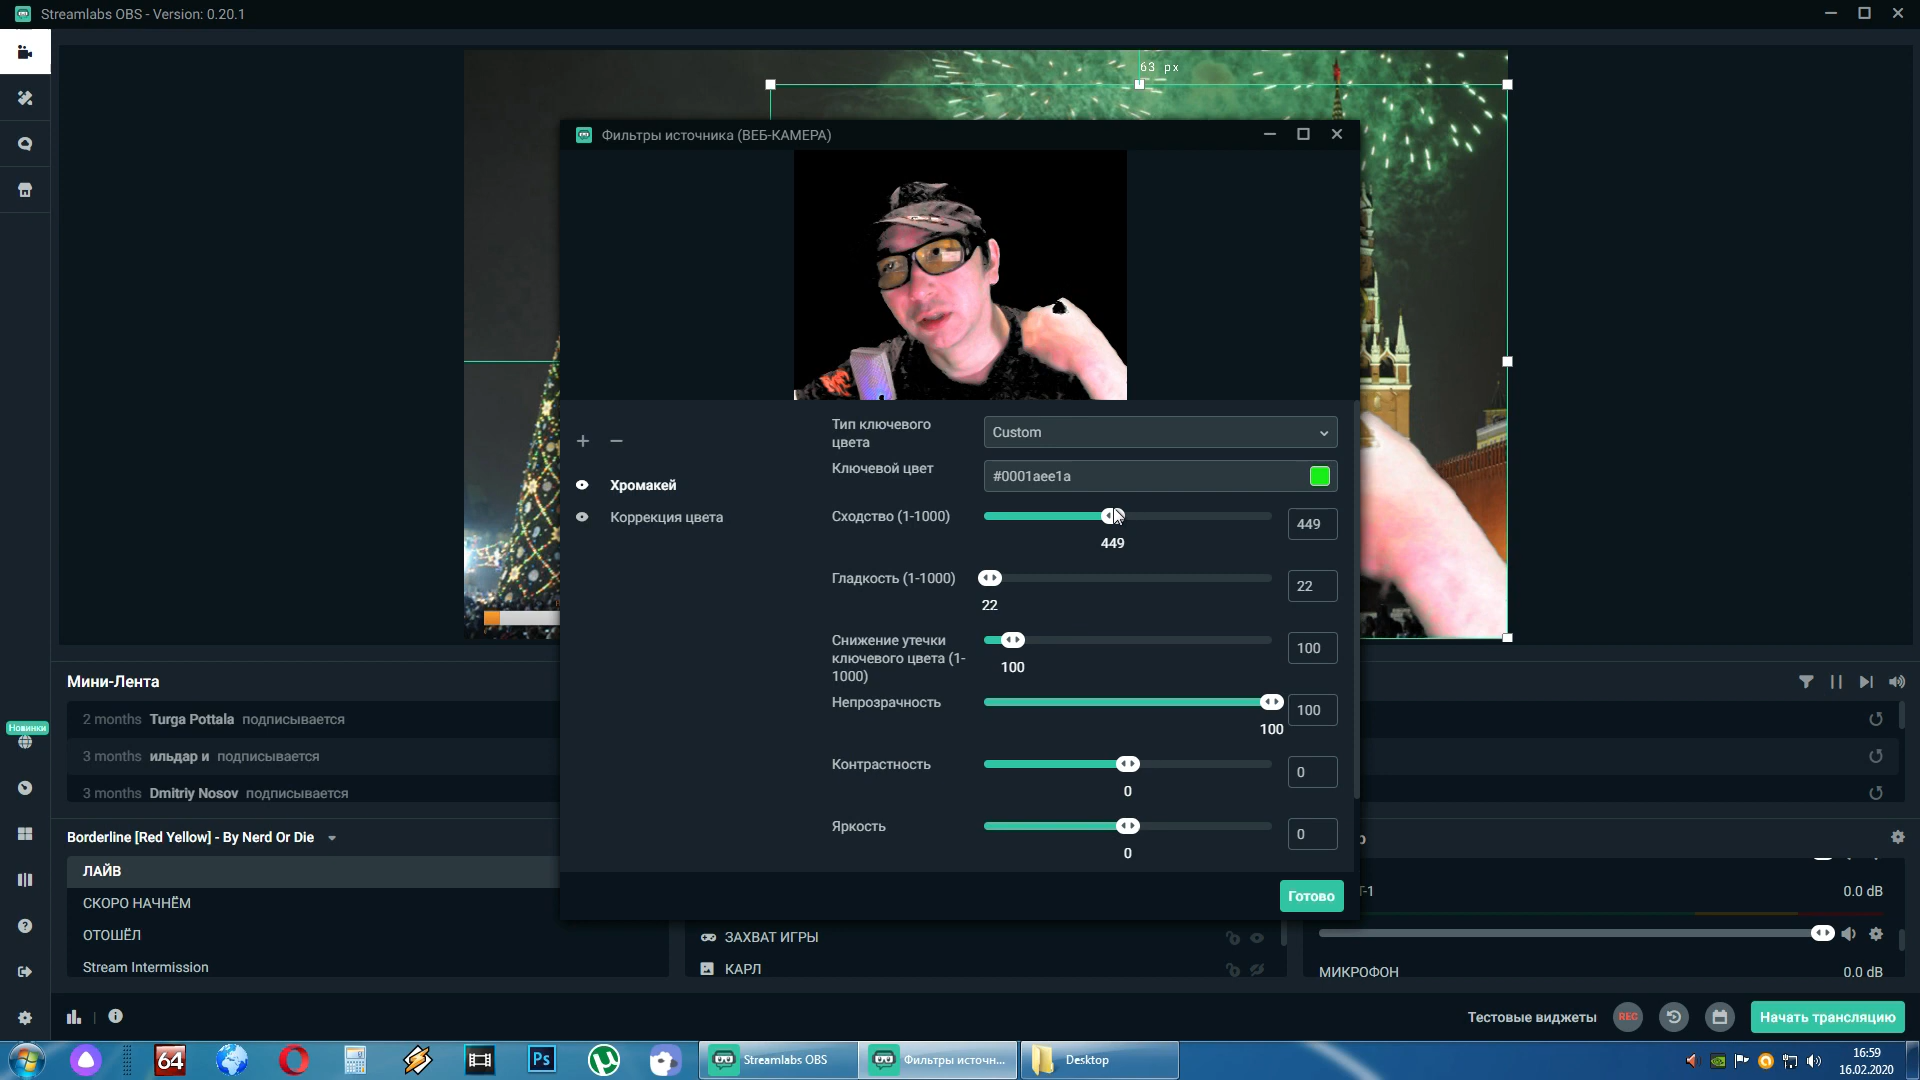 Streamlabs OBS - Version: 0.20.1
63 px
Фильтры источника (ВЕБ-КАМЕРА)
Тип ключевого
цвета
Custom
Ключевой цвет
#0001aee1a
Хромакей
Коррекция цвета
Сходство (1-1000)
449
449
Гладкость (1-1000)
22
22
Снижение утечки
ключевого цвета (1-
1000)
100
100
Непрозрачность
100
100
Контрастность
0
0
Яркость
0
0
Готово
Мини-Лента
2 months Turga Pottala подписывается
3 months ильдар и подписывается
3 months Dmitriy Nosov подписывается
Новинки
Borderline [Red Yellow] - By Nerd Or Die
ЛАЙВ
СКОРО НАЧНЁМ
ОТОШЁЛ
Stream Intermission
ЗАХВАТ ИГРЫ
КАРЛ
0.0 dB
МИКРОФОН
0.0 dB
Тестовые виджеты
REC
Начать трансляцию
64
Ps
Streamlabs OBS
Фильтры источн...
Desktop
16:59
16.02.2020